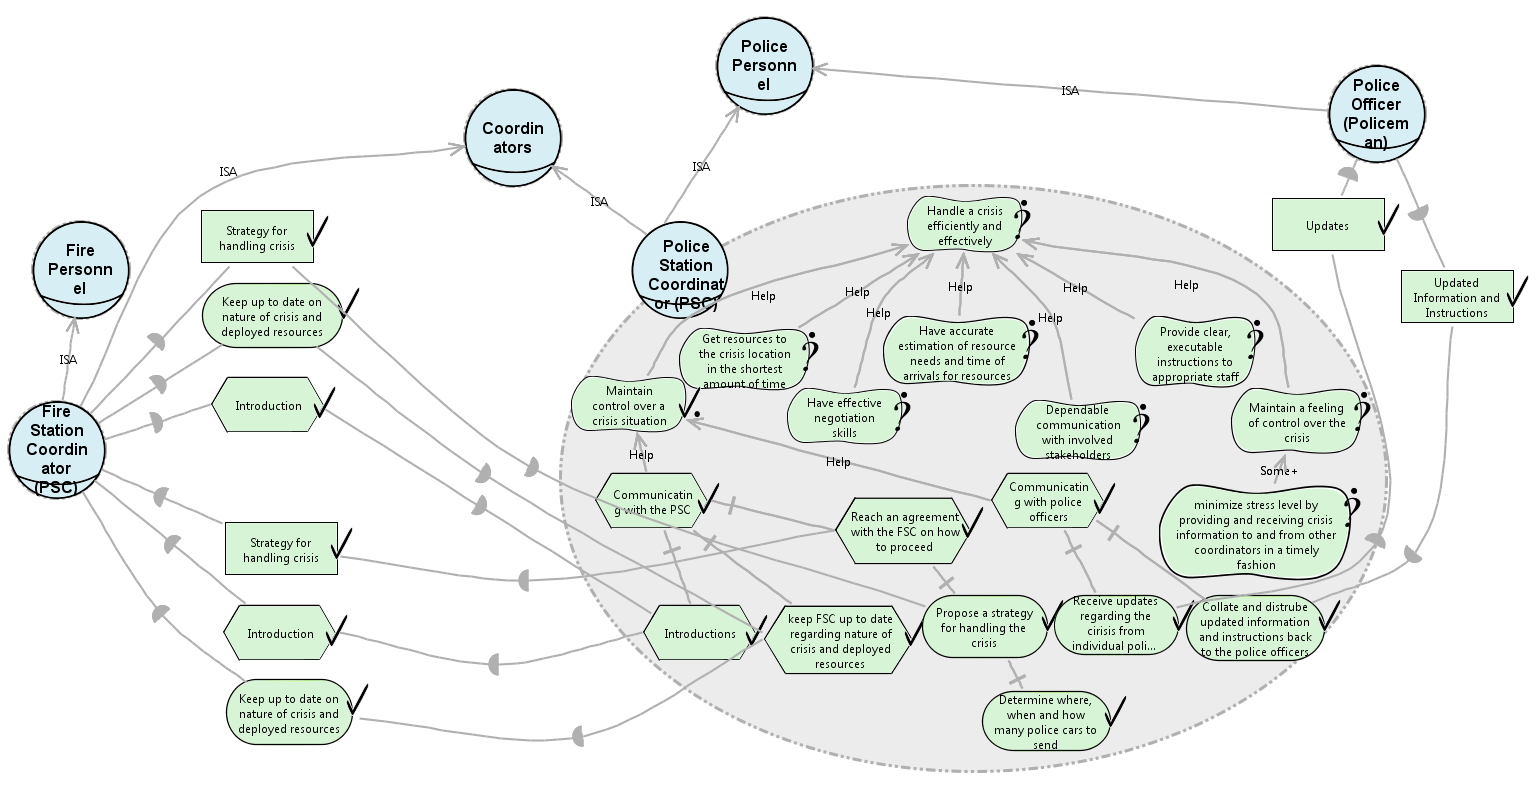 Police
Personn
el
Police
Officer
(Policem
an)
ISA
Coordin
ators
ISA
ISA
ISA
Fire
Personn
el
ISA
Police
Station
Coordinat
or (PSC)
Fire
Station
Coordin
ator
(PSC)
Strategy for
handling crisis
Keep up to date on
nature of crisis and
deployed resources
Introduction
Strategy for
handling crisis
Introduction
Keep up to date on
nature of crisis and
deployed resources
Updates
Updated
Information and
Instructions
Handle a crisis
efficiently and
effectively
Help
Help
Help
Help
Help
Help
Help
Get resources to
the crisis location
in the shortest
amount of time
Have accurate
estimation of resource
needs and time of
arrivals for resources
Provide clear,
executable
instructions to
appropriate staff
Maintain
control over a
crisis situation
Have effective
negotiation
skills
Dependable
communication
with involved
stakeholders
Maintain a feeling
of control over the
crisis
Help
Help
Some+
Communicatin
g with the PSC
Reach an agreement
with the FSC on how
to proceed
Communicatin
g with police
officers
minimize stress level by
providing and receiving crisis
information to and from other
coordinators in a timely
fashion
Introductions
keep FSC up to date
regarding nature of
crisis and deployed
resources
Propose a strategy
for handling the
crisis
Receive updates
regarding the
cirisis from
individual poli...
Collate and distrube
updated information
and instructions back
to the police officers
Determine where,
when and how
many police cars to
send